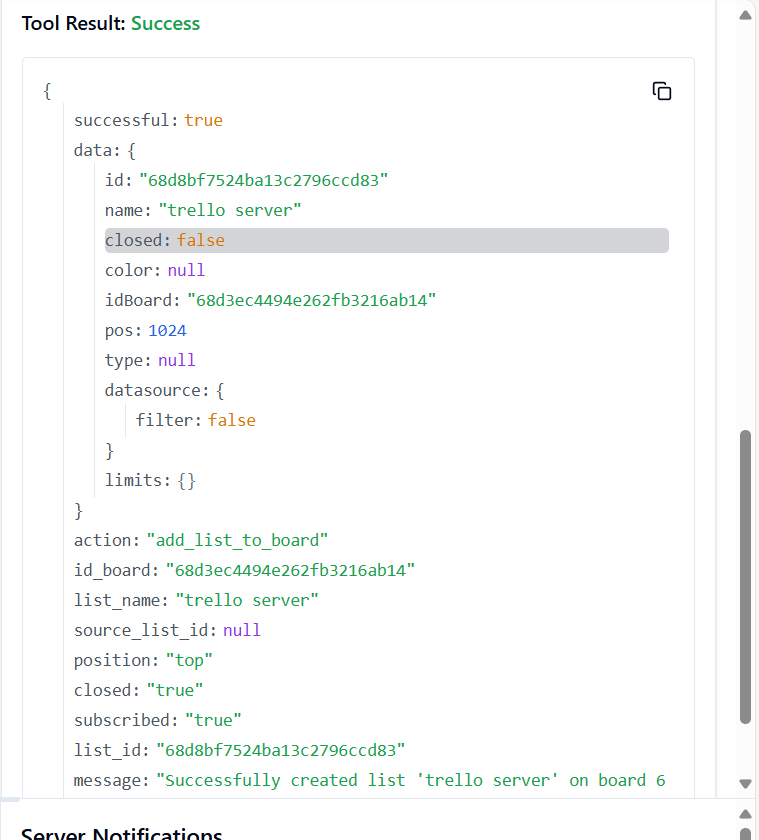 Tool Result: Success
{
successful: true
data: {
id: "68d8bf7524ba13c2796ccd83"
name: "trello server"
closed: false
color: null
idBoard: "68d3ec4494e262fb3216ab14"
pos: 1024
type: null
datasource: {
filter: false
}
limits: {}
}
action: "add_list_to_board"
id_board: "68d3ec4494e262fb3216ab14"
list_name: "trello server"
source_list_id: null
position: "top"
closed: "true"
subscribed: "true"
list_id: "68d8bf7524ba13c2796ccd83"
message: "Successfully created list 'trello server' on board 6
Server Notifications